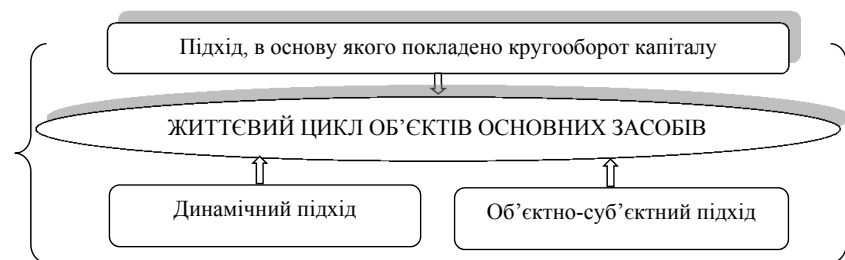 Підхід, в основу якого покладено кругооборот капіталу
ЖИТТЄВИЙ ЦИКЛ ОБ’ЄКТІВ ОСНОВНИХ ЗАСОБІВ
Динамічний підхід
Об’єктно-суб’єктний підхід